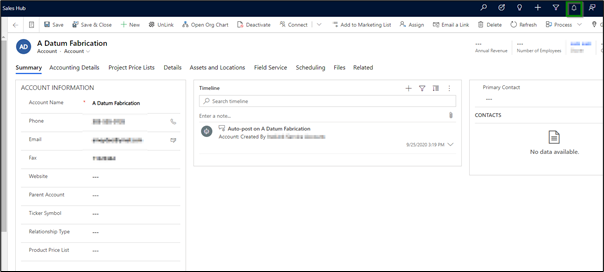 Sales Hub
Save Save & Close New UnLink Open Org Chart Deactivate Connect Add to Marketing List Assign Email a Link Delete Refresh Process
AD
A Datum Fabrication
Account · Account
---
Annual Revenue
---
Number of Employees
Summary Accounting Details Project Price Lists Details Assets and Locations Field Service Scheduling Files Related
ACCOUNT INFORMATION
Account Name * A Datum Fabrication
Phone
Email
Fax
Website ---
Parent Account ---
Ticker Symbol ---
Relationship Type ---
Product Price List ---
Timeline
Search timeline
Enter a note...
Auto-post on A Datum Fabrication
Account: Created By
8/25/2020 3:19 PM
Primary Contact
---
CONTACTS
No data available.